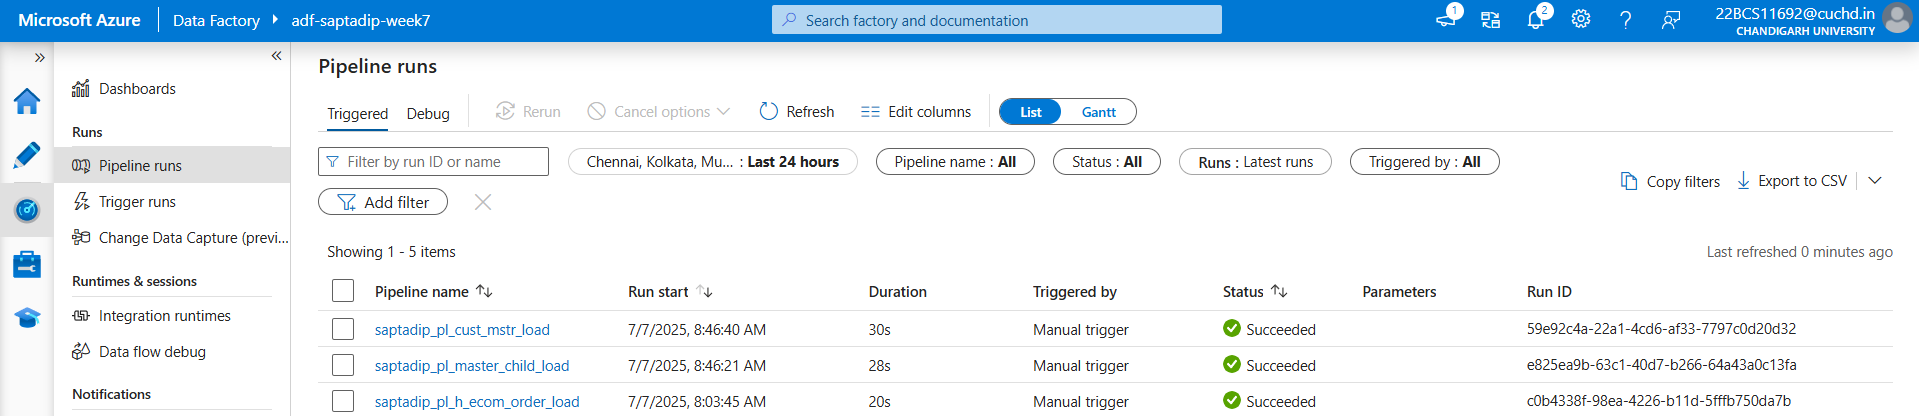 Microsoft Azure Data Factory adf-saptadip-week7 Search factory and documentation 1 2 22BCS11692@cuchd.in
CHANDIGARH UNIVERSITY
Pipeline runs
Dashboards
Triggered Debug Rerun Cancel options Refresh Edit columns List Gantt
Runs
Pipeline runs
Filter by run ID or name Chennai, Kolkata, Mu... : Last 24 hours Pipeline name : All Status : All Runs : Latest runs Triggered by : All
Copy filters Export to CSV
Trigger runs
Add filter
Change Data Capture (previ...
Showing 1 - 5 items Last refreshed 0 minutes ago
Runtimes & sessions
Pipeline name Run start Duration Triggered by Status Parameters Run ID
Integration runtimes
saptadip_pl_cust_mstr_load 7/7/2025, 8:46:40 AM 30s Manual trigger Succeeded 59e92c4a-22a1-4cd6-af33-7797c0d20d32
Data flow debug
saptadip_pl_master_child_load 7/7/2025, 8:46:21 AM 28s Manual trigger Succeeded e825ea9b-63c1-40d7-b266-64a43a0c13fa
Notifications
saptadip_pl_h_ecom_order_load 7/7/2025, 8:03:45 AM 20s Manual trigger Succeeded c0b4338f-98ea-4226-b11d-5fffb750da7b